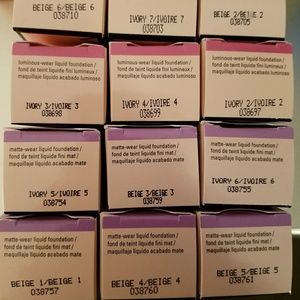 BEIGE 6/BEIGE 6
038710
IVORY 7/IVOIRE 7
038703
BEIGE 2/BEIGE 2
038705
luminous-wear liquid foundation/
fond de teint liquide fini lumineux/
maquillaje líquido acabado luminoso
IVORY 3/IVOIRE 3
038698
luminous-wear liquid foundation/
fond de teint liquide fini lumineux/
maquillaje líquido acabado luminoso
IVORY 4/IVOIRE 4
038699
luminous-wear liquid foundation/
fond de teint liquide fini lumineux/
maquillaje líquido acabado luminoso
IVORY 2/IVOIRE 2
038697
matte-wear liquid foundation/
fond de teint liquide fini mat/
maquillaje líquido acabado mate
IVORY 5/IVOIRE 5
038754
matte-wear liquid foundation/
fond de teint liquide fini mat/
maquillaje líquido acabado mate
BEIGE 3/BEIGE 3
038759
matte-wear liquid foundation/
fond de teint liquide fini mat/
maquillaje líquido acabado mate
IVORY 6/IVOIRE 6
038755
matte-wear liquid foundation/
fond de teint liquide fini mat/
maquillaje líquido acabado mate
BEIGE 1/BEIGE 1
038757
matte-wear liquid foundation/
fond de teint liquide fini mat/
maquillaje líquido acabado mate
BEIGE 4/BEIGE 4
038760
matte-wear liquid foundation/
fond de teint liquide fini mat/
maquillaje líquido acabado mate
BEIGE 5/BEIGE 5
038761